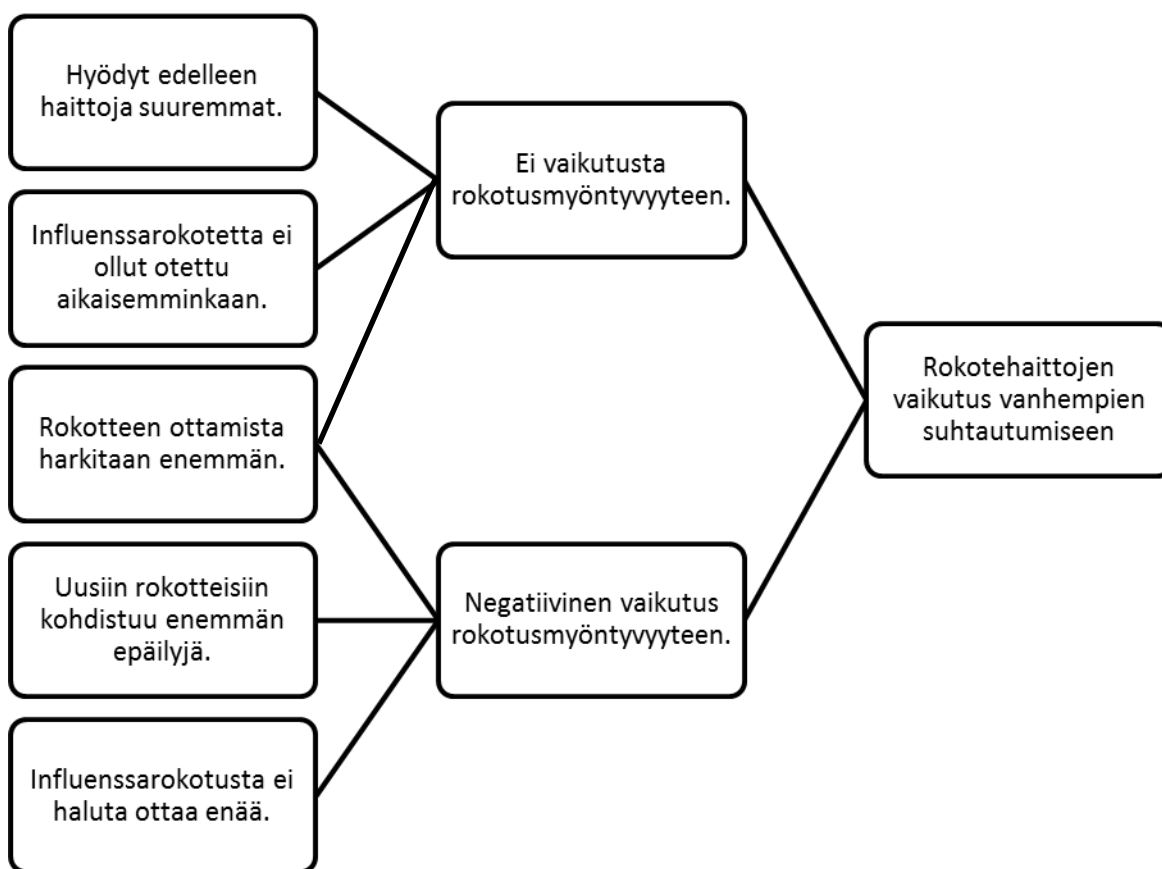 Hyödyt edelleen
haittoja suuremmat.
Influenssarokotetta ei
ollut otettu
aikaisemminkaan.
Rokotteen ottamista
harkitaan enemmän.
Uusiin rokotteisiin
kohdistuu enemmän
epäilyjä.
Influenssarokotusta ei
haluta ottaa enää.
Ei vaikutusta
rokotusmyöntyvyyteen.
Negatiivinen vaikutus
rokotusmyöntyvyyteen.
Rokotehaittojen
vaikutus vanhempien
suhtautumiseen